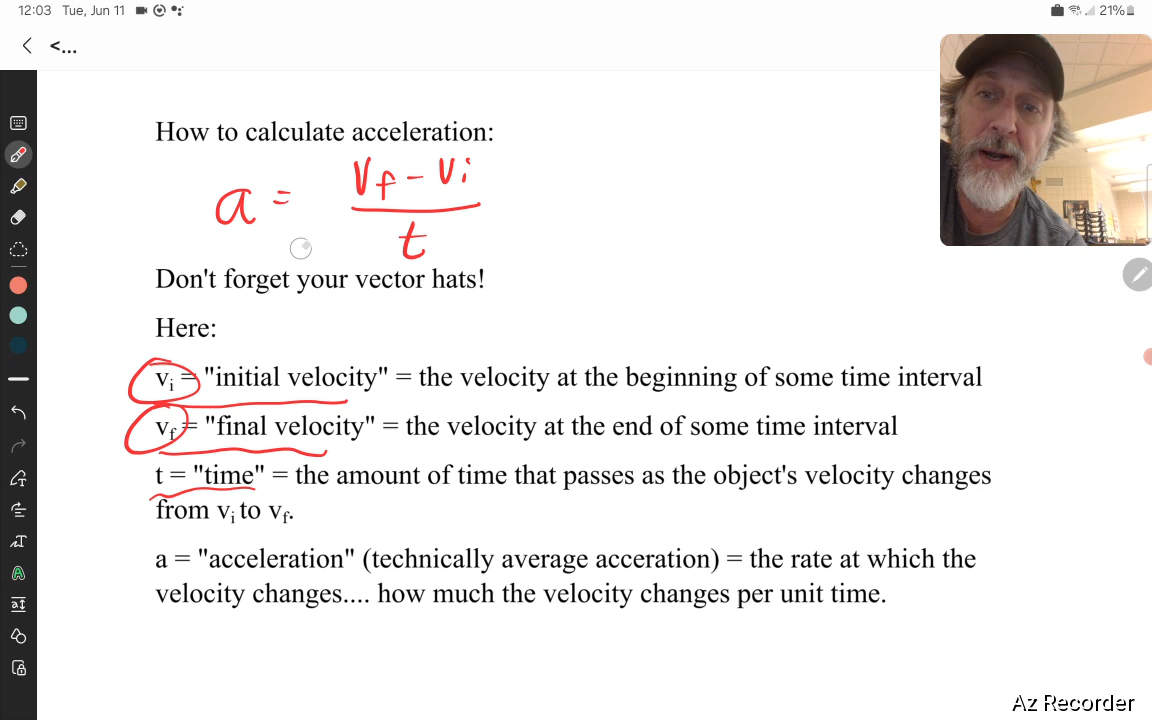 12:03 Tue, Jun 11
21%
<...
How to calculate acceleration:
a = vf - vi
t
Don't forget your vector hats!
Here:
vi = "initial velocity" = the velocity at the beginning of some time interval
vf = "final velocity" = the velocity at the end of some time interval
t = "time" = the amount of time that passes as the object's velocity changes
from vi to vf.
a = "acceleration" (technically average acceration) = the rate at which the
velocity changes.... how much the velocity changes per unit time.
Az Recorder